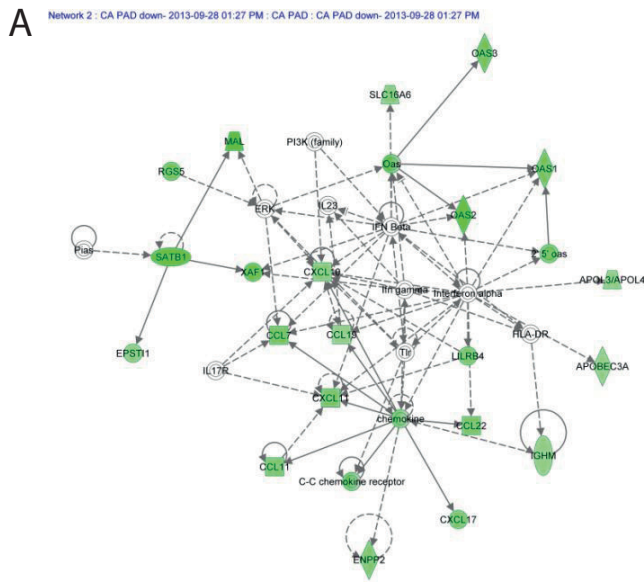 A
Network 2 : CA PAD down- 2013-09-28 01:27 PM : CA PAD : CA PAD down- 2013-09-28 01:27 PM
OAS3
SLC16A6
MAL
PI3K (family)
RGS5
Oas
OAS1
ERK
IL23
OAS2
IFN Beta
Pias
SATB1
2' 5' oas
XAF1
CXCL10
APOL3/APOL4
Ifn gamma
Interferon alpha
CCL7
CCL19
HLA-DR
EPSTI1
Tlr
LILRB4
IL17R
APOBEC3A
CXCL11
chemokine
CCL22
IGHM
CCL11
C-C chemokine receptor
CXCL17
ENPP2